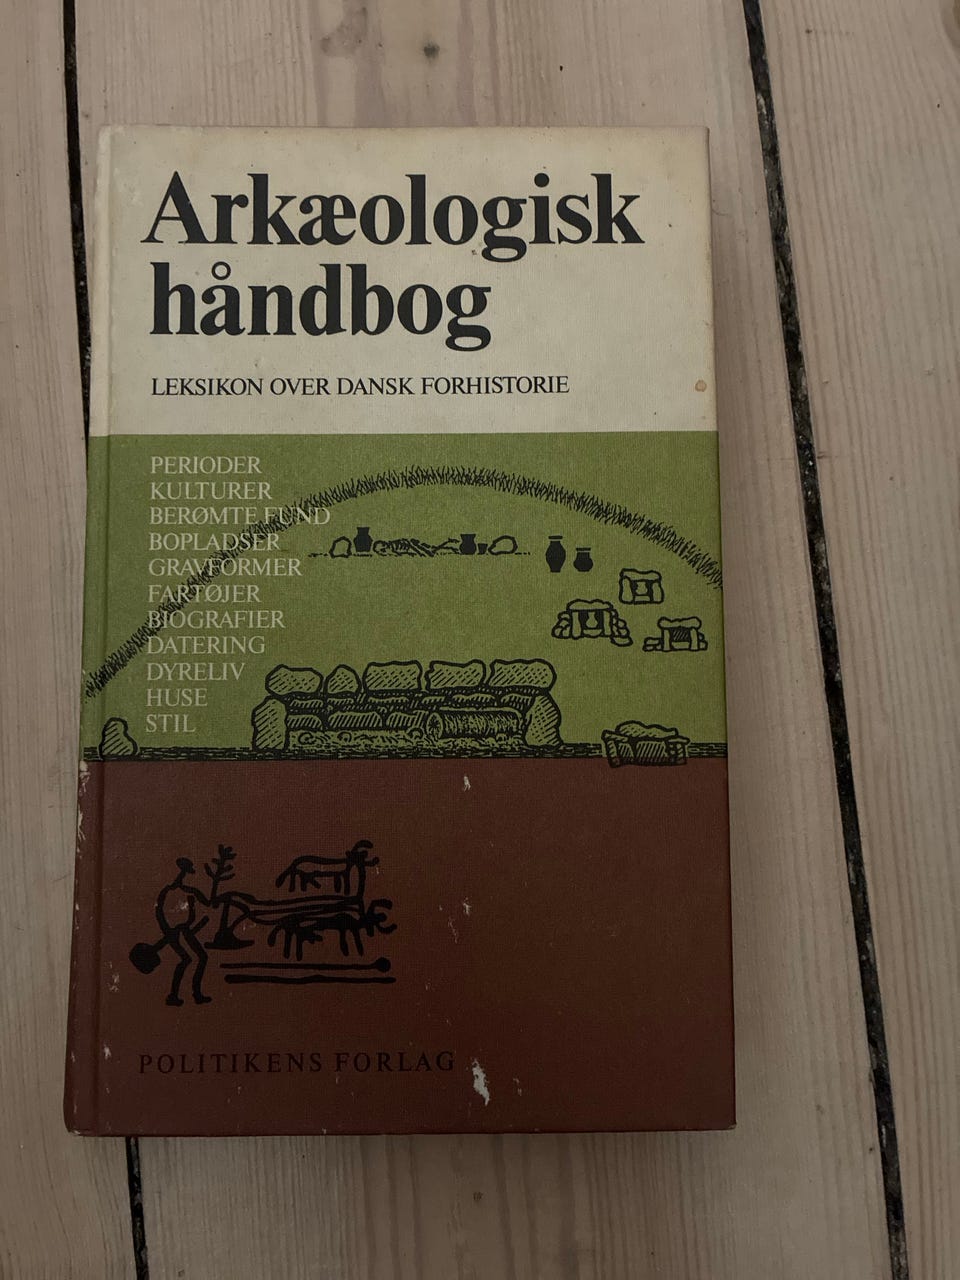 Arkæologisk
håndbog
LEKSIKON OVER DANSK FORHISTORIE
PERIODER
KULTURER
BERØMTE FUND
BOPLADSER
GRAVFORMER
FARTØJER
BIOGRAFIER
DATERING
DYRELIV
HUSE
STIL
POLITIKENS FORLAG